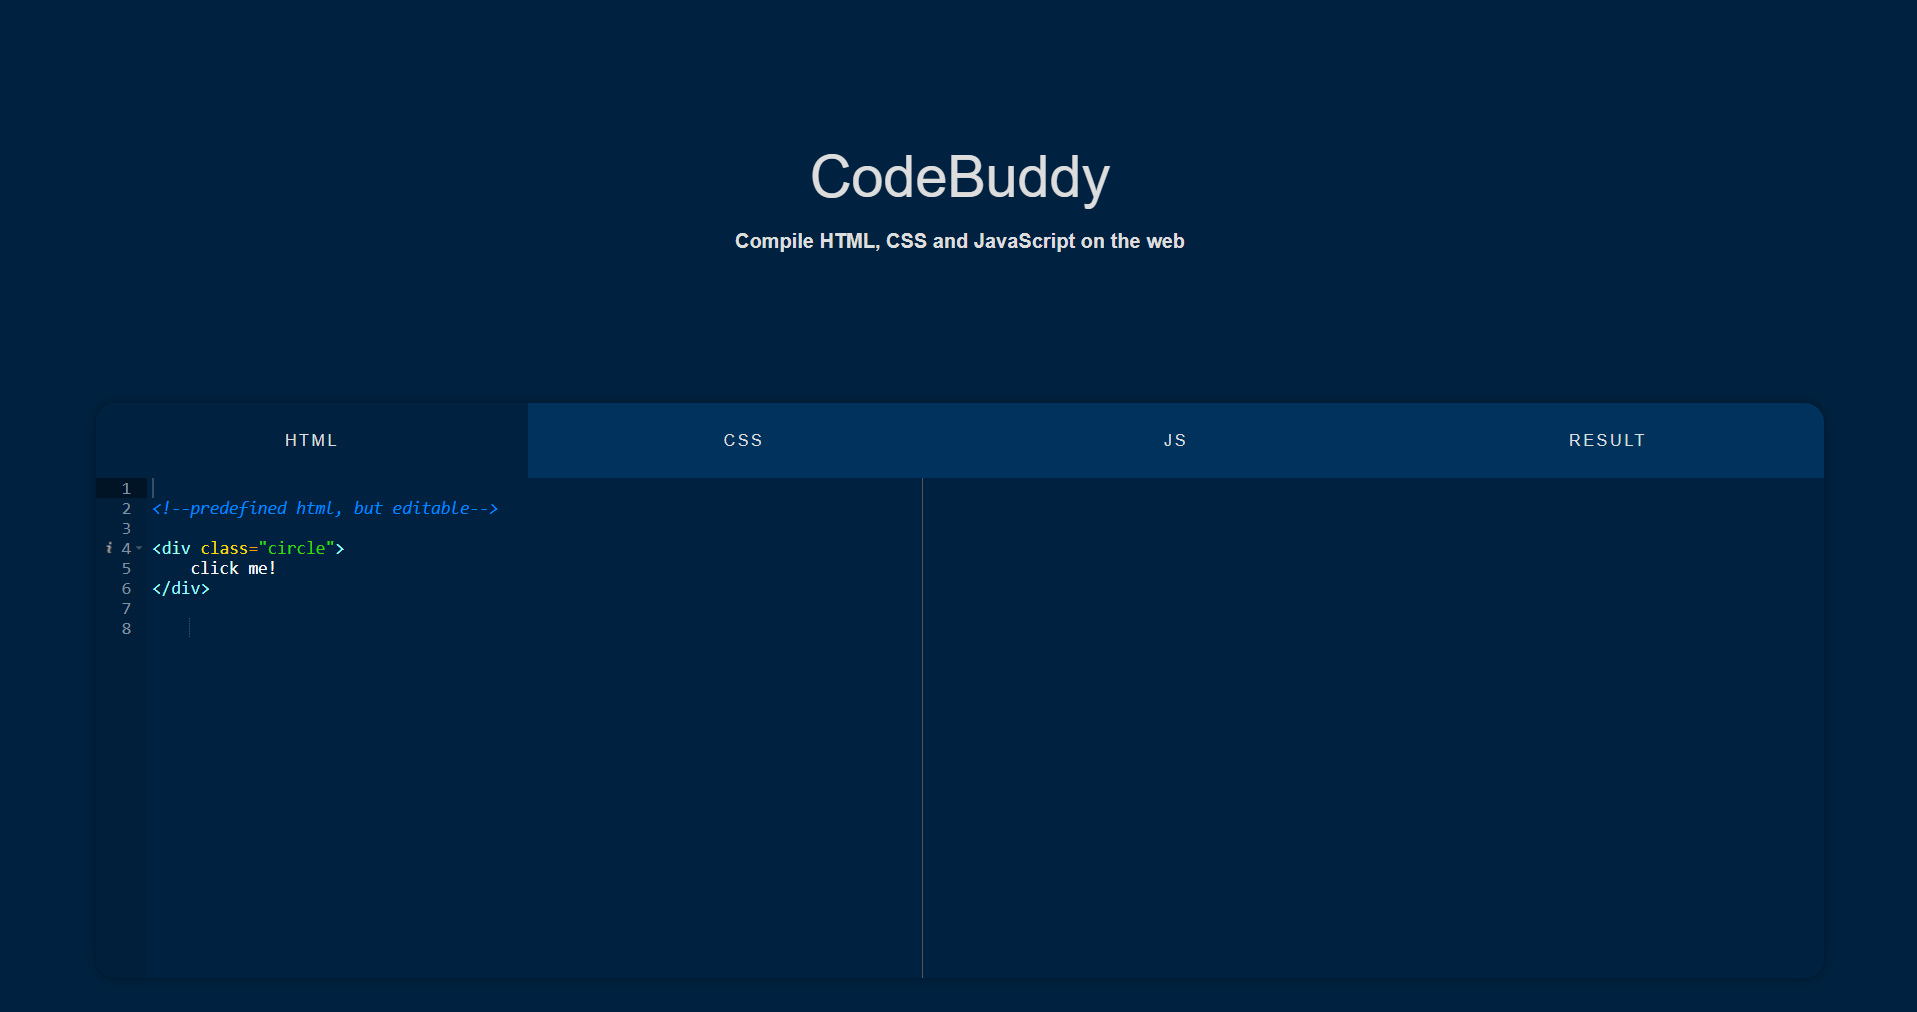 CodeBuddy
Compile HTML, CSS and JavaScript on the web
HTML CSS JS RESULT
1
2 <!--predefined html, but editable-->
3
i 4 <div class="circle">
5 click me!
6 </div>
7
8